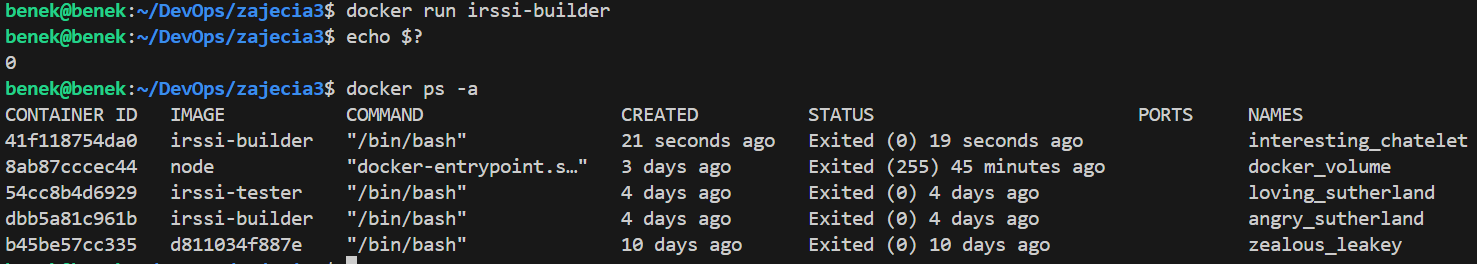 benek@benek:~/DevOps/zajecia3$ docker run irssi-builder
benek@benek:~/DevOps/zajecia3$ echo $?
0
benek@benek:~/DevOps/zajecia3$ docker ps -a
CONTAINER ID   IMAGE           COMMAND                  CREATED          STATUS                        PORTS     NAMES
41f118754da0   irssi-builder   "/bin/bash"              21 seconds ago   Exited (0) 19 seconds ago               interesting_chatelet
8ab87cccec44   node            "docker-entrypoint.s…"   3 days ago       Exited (255) 45 minutes ago             docker_volume
54cc8b4d6929   irssi-tester    "/bin/bash"              4 days ago       Exited (0) 4 days ago                   loving_sutherland
dbb5a81c961b   irssi-builder   "/bin/bash"              4 days ago       Exited (0) 4 days ago                   angry_sutherland
b45be57cc335   d811034f887e    "/bin/bash"              10 days ago      Exited (0) 10 days ago                  zealous_leakey